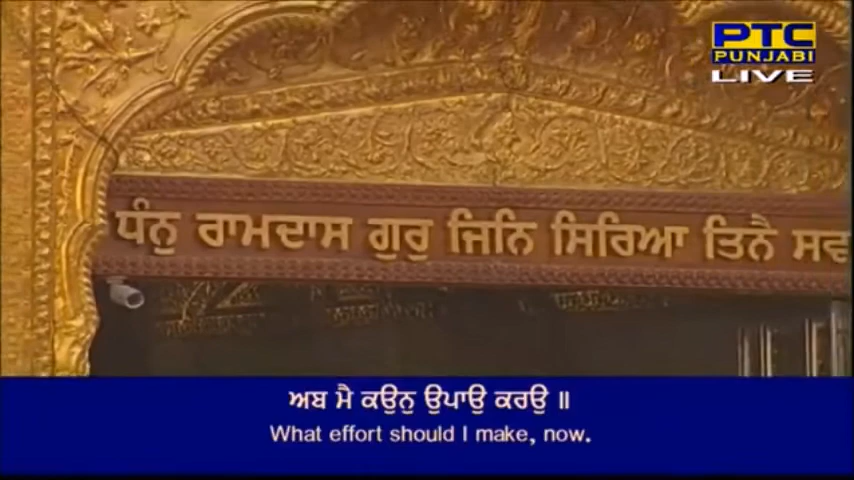 PTC
PUNJABI
LIVE
ਧੰਨੁ ਰਾਮਦਾਸ ਗੁਰੁ ਜਿਨਿ ਸਿਰਿਆ ਤਿਨੈ
ਅਬ ਮੈ ਕਉਨੁ ਉਪਾਉ ਕਰਉ ॥
What effort should I make, now.